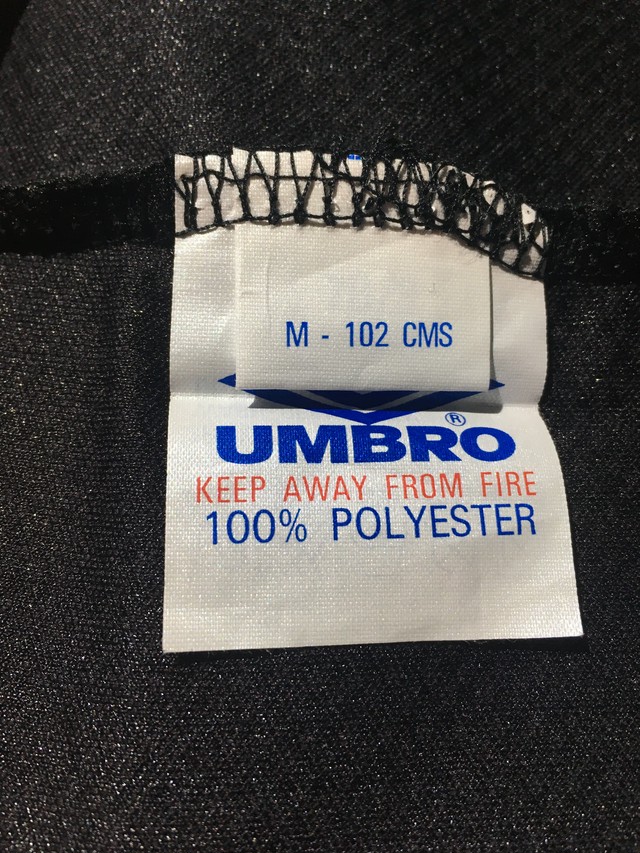 M - 102 CMS
UMBRO®
KEEP AWAY FROM FIRE
100% POLYESTER